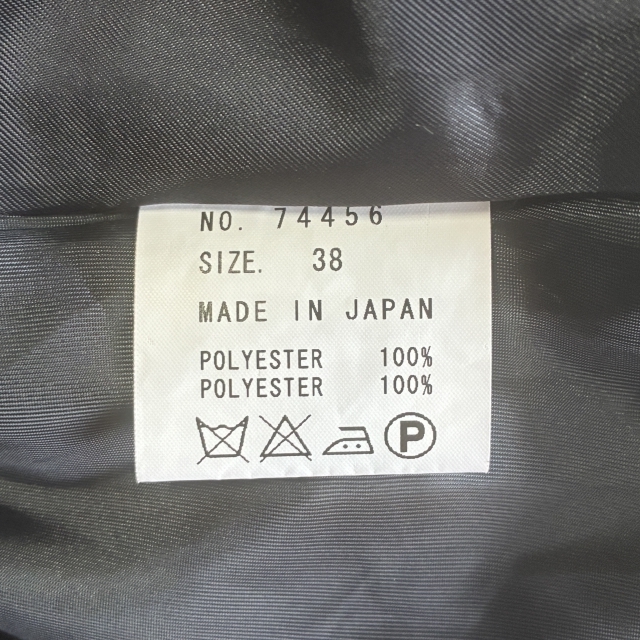 NO. 74456
SIZE. 38
MADE IN JAPAN
POLYESTER 100%
POLYESTER 100%
P